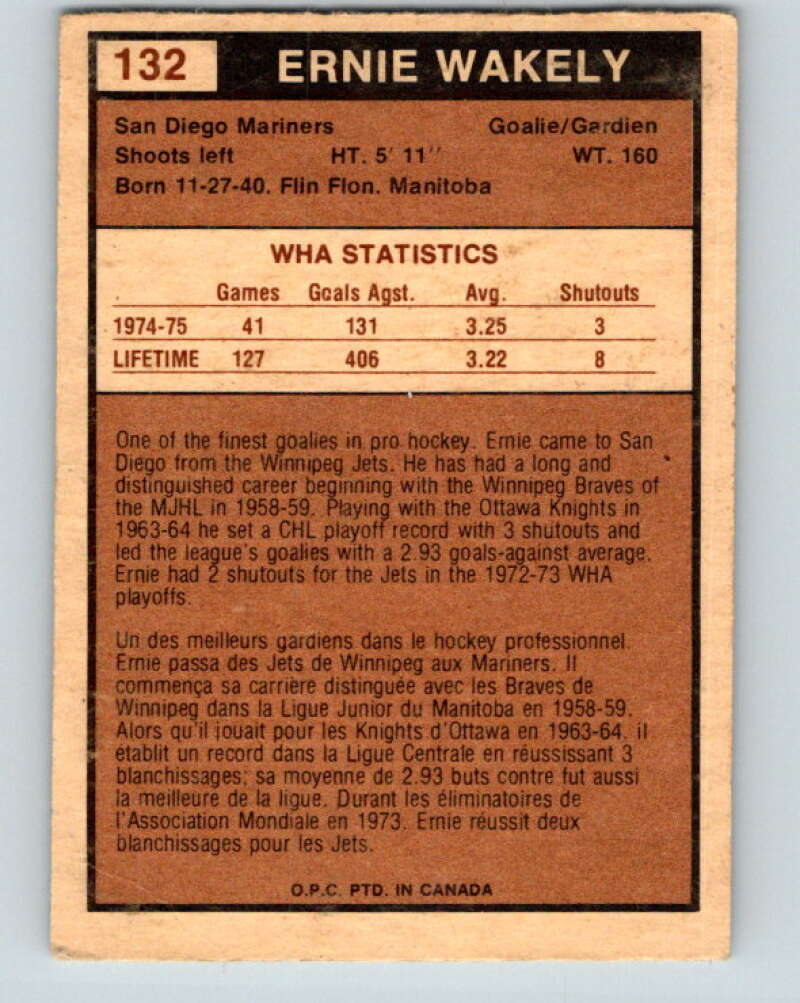 132 ERNIE WAKELY
San Diego Mariners Goalie/Gardien
Shoots left HT. 5' 11'' WT. 160
Born 11-27-40. Flin Flon. Manitoba
WHA STATISTICS
Games Goals Agst. Avg. Shutouts
1974-75 41 131 3.25 3
LIFETIME 127 406 3.22 8
One of the finest goalies in pro hockey. Ernie came to San
Diego from the Winnipeg Jets. He has had a long and
distinguished career beginning with the Winnipeg Braves of
the MJHL in 1958-59. Playing with the Ottawa Knights in
1963-64 he set a CHL playoff record with 3 shutouts and
led the league's goalies with a 2.93 goals-against average.
Ernie had 2 shutouts for the Jets in the 1972-73 WHA
playoffs.
Un des meilleurs gardiens dans le hockey professionnel.
Ernie passa des Jets de Winnipeg aux Mariners. Il
commença sa carrière distinguée avec les Braves de
Winnipeg dans la Ligue Junior du Manitoba en 1958-59.
Alors qu'il jouait pour les Knights d'Ottawa en 1963-64. il
établit un record dans la Ligue Centrale en réussissant 3
blanchissages; sa moyenne de 2.93 buts contre fut aussi
la meilleure de la ligue. Durant les éliminatoires de
l'Association Mondiale en 1973. Ernie réussit deux
blanchissages pour les Jets.
O.P.C. PTD. IN CANADA